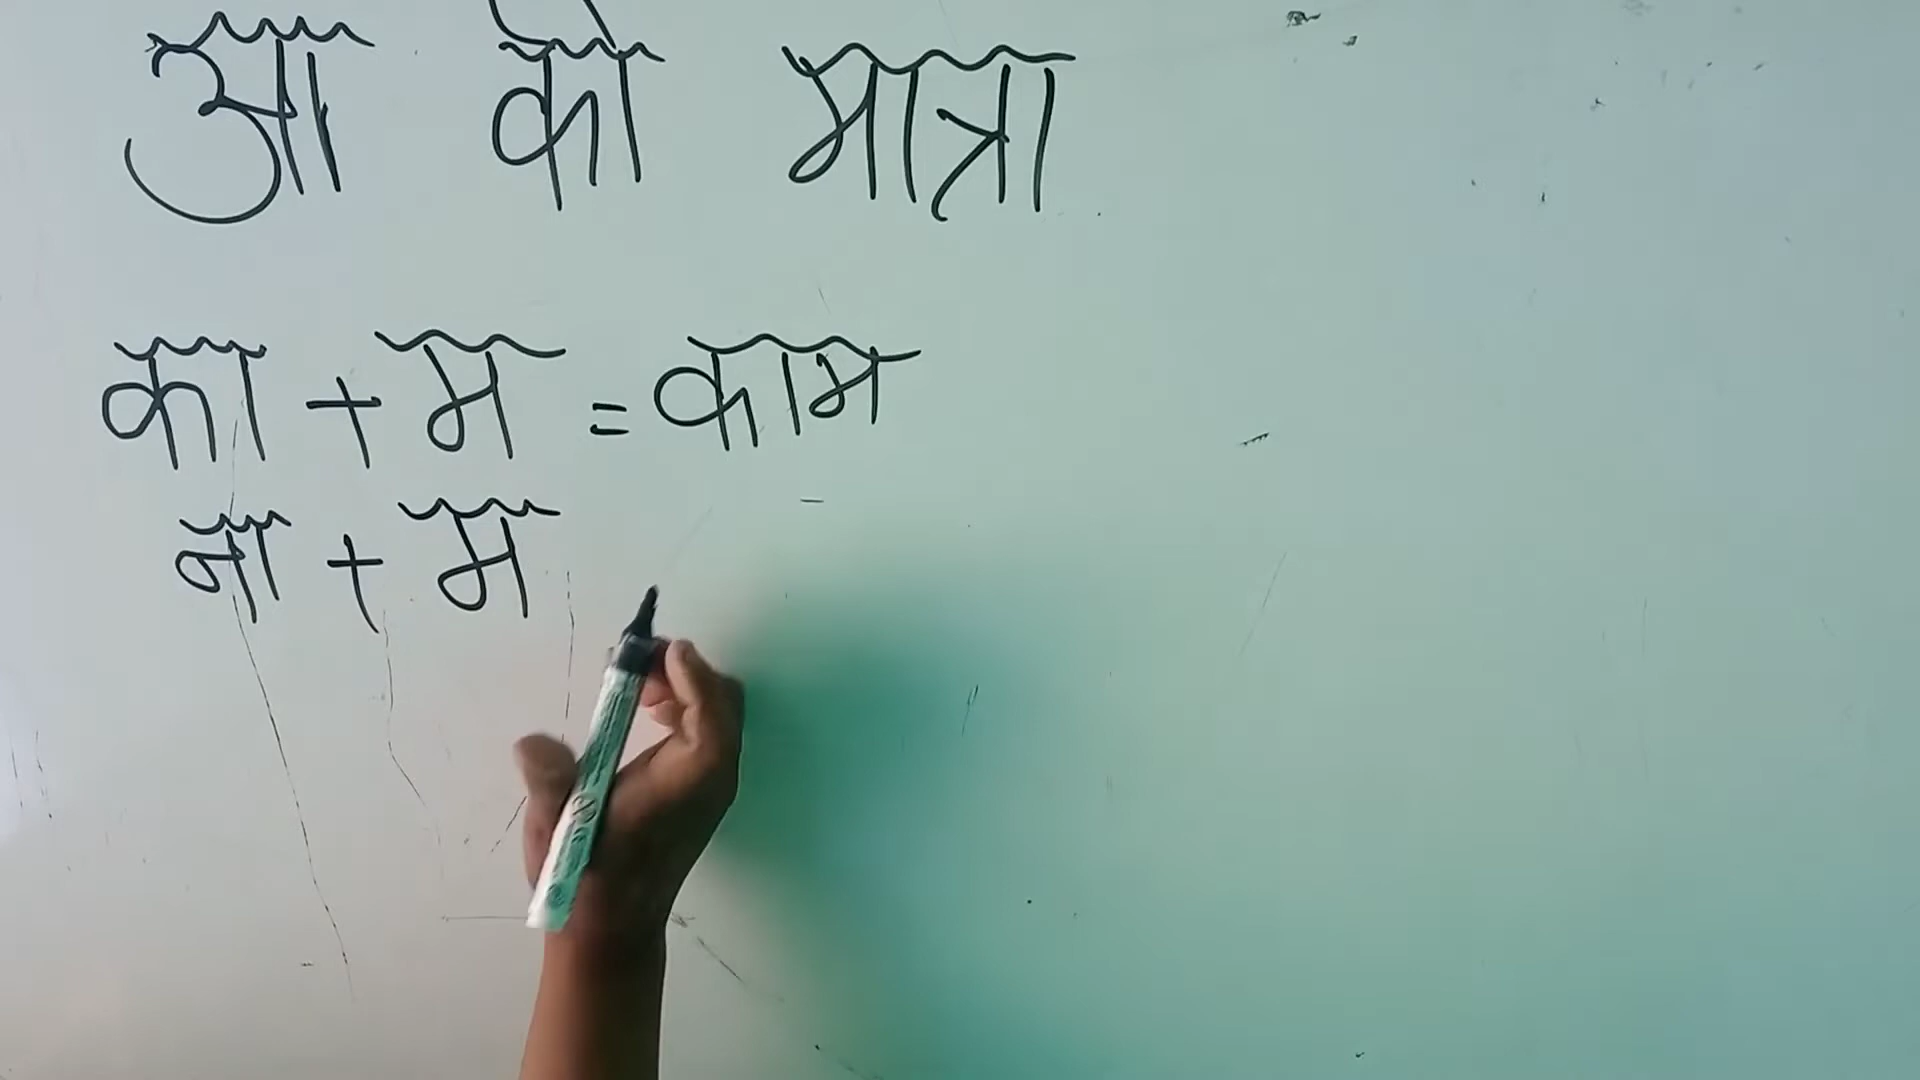 आ की मात्रा
का + म = काम
ना + म